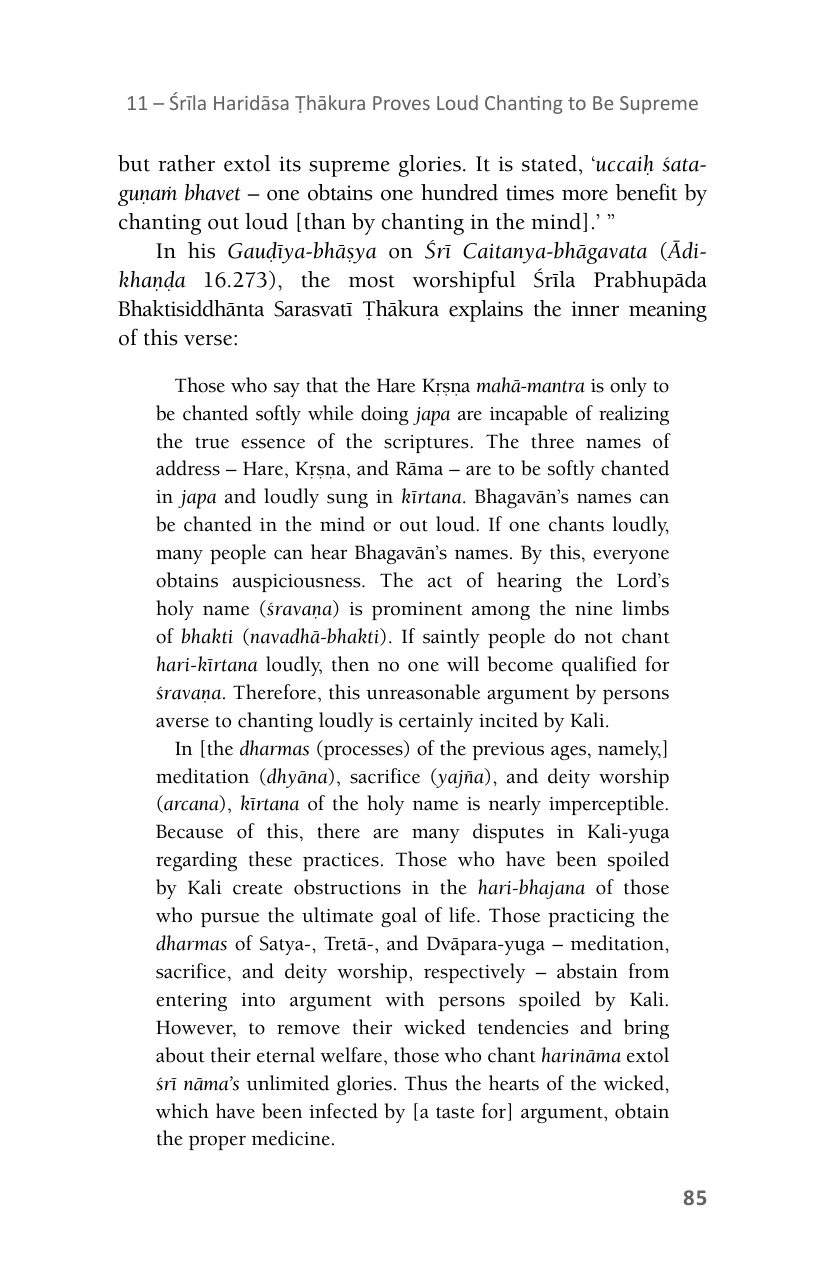 11 – Śrīla Haridāsa Ṭhākura Proves Loud Chanting to Be Supreme
but rather extol its supreme glories. It is stated, ‘uccaiḥ śata-
guṇaṁ bhavet – one obtains one hundred times more benefit by
chanting out loud [than by chanting in the mind].’ ”
In his Gauḍīya-bhāṣya on Śrī Caitanya-bhāgavata (Ādi-
khaṇḍa 16.273), the most worshipful Śrīla Prabhupāda
Bhaktisiddhānta Sarasvatī Ṭhākura explains the inner meaning
of this verse:
Those who say that the Hare Kṛṣṇa mahā-mantra is only to
be chanted softly while doing japa are incapable of realizing
the true essence of the scriptures. The three names of
address – Hare, Kṛṣṇa, and Rāma – are to be softly chanted
in japa and loudly sung in kīrtana. Bhagavān’s names can
be chanted in the mind or out loud. If one chants loudly,
many people can hear Bhagavān’s names. By this, everyone
obtains auspiciousness. The act of hearing the Lord’s
holy name (śravaṇa) is prominent among the nine limbs
of bhakti (navadhā-bhakti). If saintly people do not chant
hari-kīrtana loudly, then no one will become qualified for
śravaṇa. Therefore, this unreasonable argument by persons
averse to chanting loudly is certainly incited by Kali.
In [the dharmas (processes) of the previous ages, namely,]
meditation (dhyāna), sacrifice (yajña), and deity worship
(arcana), kīrtana of the holy name is nearly imperceptible.
Because of this, there are many disputes in Kali-yuga
regarding these practices. Those who have been spoiled
by Kali create obstructions in the hari-bhajana of those
who pursue the ultimate goal of life. Those practicing the
dharmas of Satya-, Tretā-, and Dvāpara-yuga – meditation,
sacrifice, and deity worship, respectively – abstain from
entering into argument with persons spoiled by Kali.
However, to remove their wicked tendencies and bring
about their eternal welfare, those who chant harināma extol
śrī nāma’s unlimited glories. Thus the hearts of the wicked,
which have been infected by [a taste for] argument, obtain
the proper medicine.
85